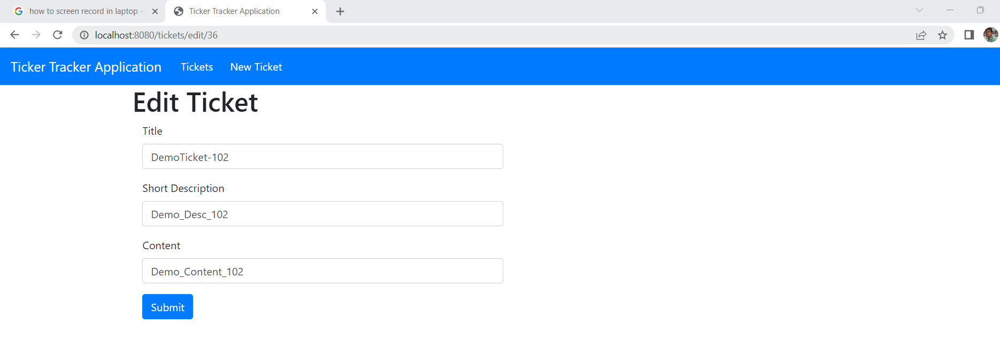 how to screen record in laptop -
Ticker Tracker Application
localhost:8080/tickets/edit/36
Ticker Tracker Application Tickets New Ticket
Edit Ticket
Title
DemoTicket-102
Short Description
Demo_Desc_102
Content
Demo_Content_102
Submit